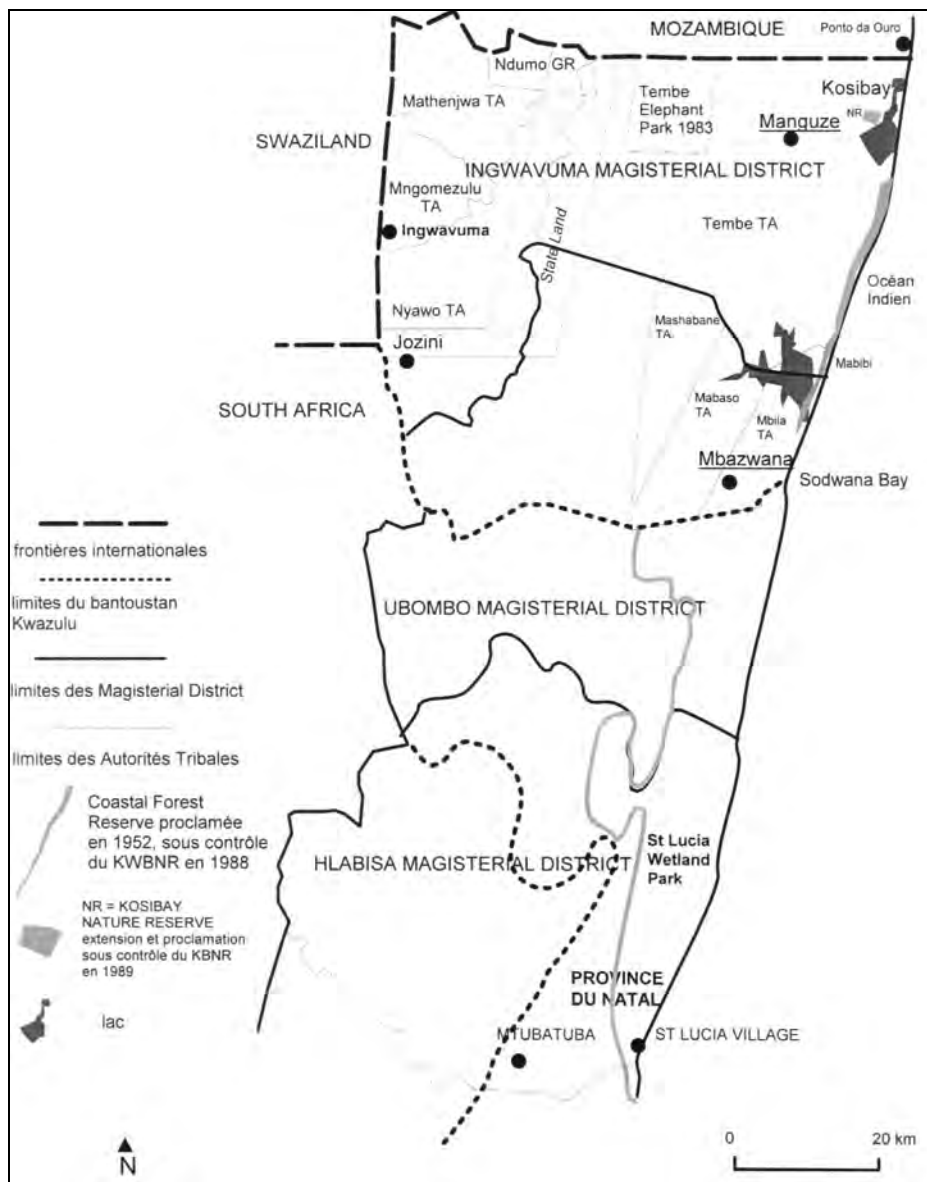 MOZAMBIQUE
Ponto da Ouro
Ndumo GR
Kosibay
NR
Mathenjwa TA
Tembe
Elephant
Park 1983
Manguze
SWAZILAND
INGWAVUMA MAGISTERIAL DISTRICT
Mngomezulu
TA
Ingwavuma
Tembe TA
State Land
Océan
Indien
Nyawo TA
Mashabane
TA.
Jozini
Mabibi
SOUTH AFRICA
Mabaso
TA
Mbila
TA
Mbazwana
Sodwana Bay
frontières internationales
limites du bantoustan
Kwazulu
UBOMBO MAGISTERIAL DISTRICT
limites des Magisterial District
limites des Autorités Tribales
Coastal Forest
Reserve proclamée
en 1952, sous contrôle
du KWBNR en 1988
HLABISA MAGISTERIAL DISTRICT
St Lucia
Wetland
Park
NR = KOSIBAY
NATURE RESERVE
extension et proclamation
sous contrôle du KBNR
en 1989
lac
PROVINCE
DU NATAL
MTUBATUBA
ST LUCIA VILLAGE
N
0 20 km